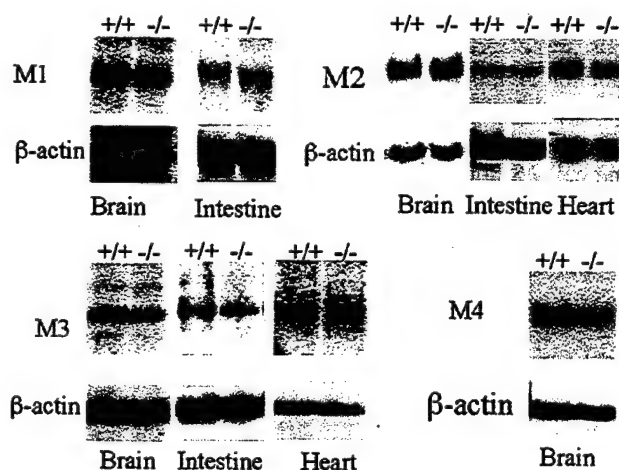 +/+ -/- +/+ -/-
M1
β-actin
Brain Intestine
+/+ -/- +/+ -/- +/+ -/-
M2
β-actin
Brain Intestine Heart
+/+ -/- +/+ -/- +/+ -/-
M3
β-actin
Brain Intestine Heart
+/+ -/-
M4
β-actin
Brain